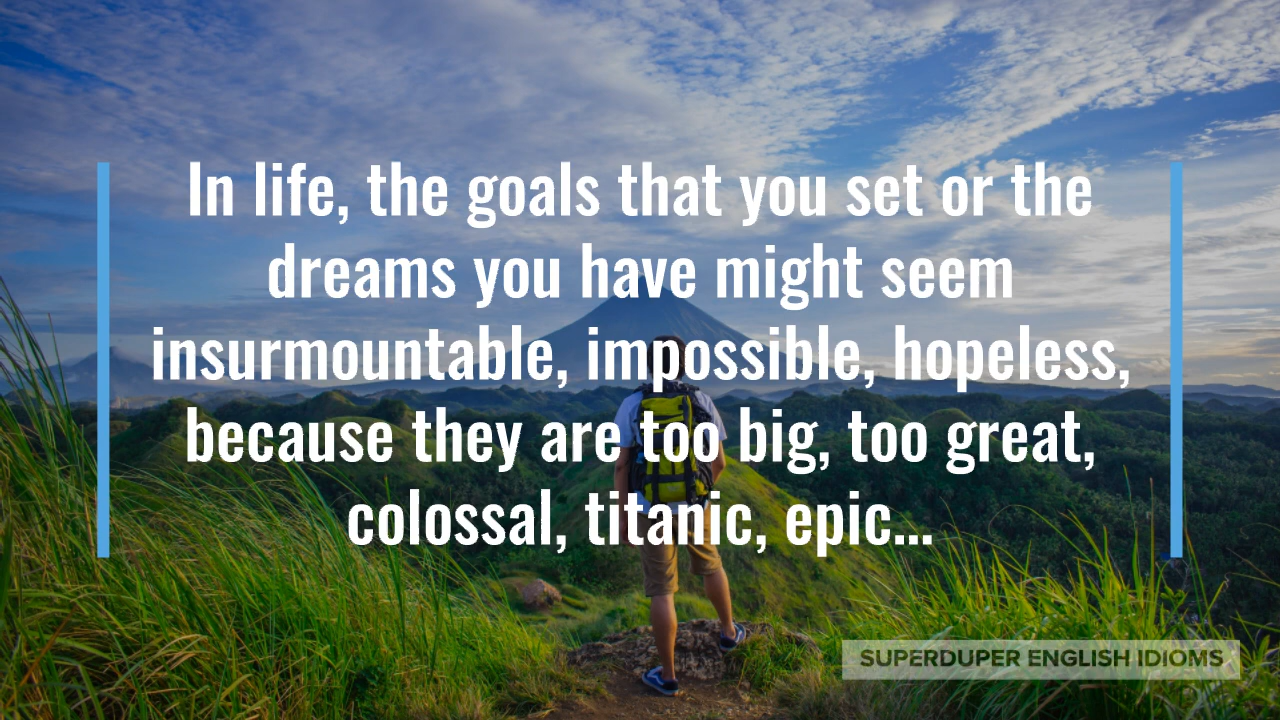 In life, the goals that you set or the
dreams you have might seem
insurmountable, impossible, hopeless,
because they are too big, too great,
colossal, titanic, epic...
SUPERDUPER ENGLISH IDIOMS